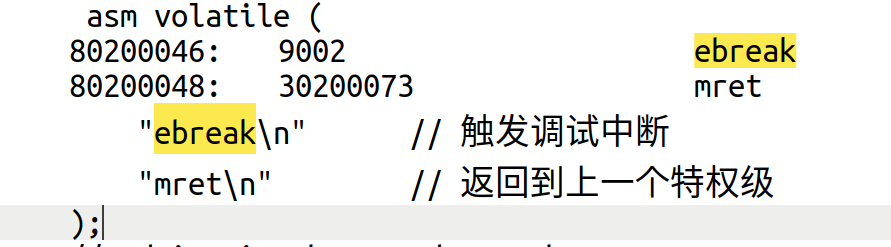 asm volatile (
80200046: 9002 ebreak
80200048: 30200073 mret
"ebreak\n" // 触发调试中断
"mret\n" // 返回到上一个特权级
);